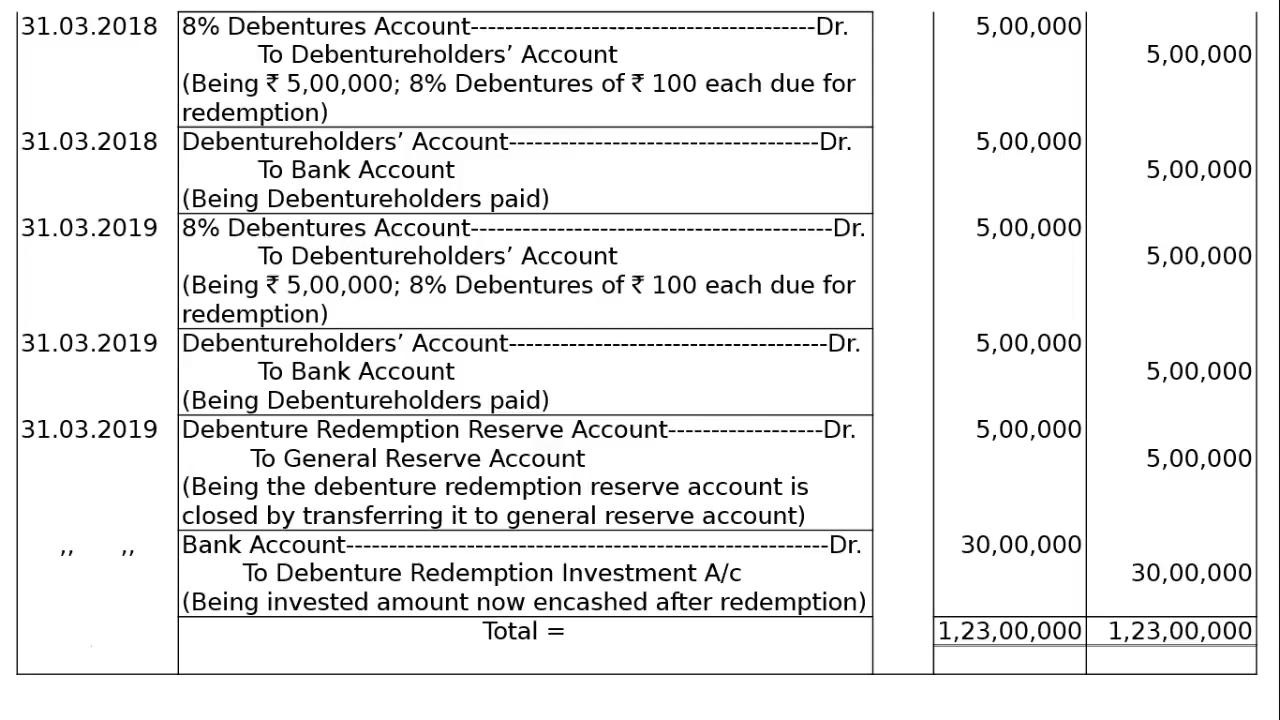 31.03.2018 8% Debentures Account----------------------------------------Dr. 5,00,000
To Debentureholders’ Account 5,00,000
(Being ₹ 5,00,000; 8% Debentures of ₹ 100 each due for
redemption)
31.03.2018 Debentureholders’ Account------------------------------------Dr. 5,00,000
To Bank Account 5,00,000
(Being Debentureholders paid)
31.03.2019 8% Debentures Account------------------------------------------Dr. 5,00,000
To Debentureholders’ Account 5,00,000
(Being ₹ 5,00,000; 8% Debentures of ₹ 100 each due for
redemption)
31.03.2019 Debentureholders’ Account-------------------------------------Dr. 5,00,000
To Bank Account 5,00,000
(Being Debentureholders paid)
31.03.2019 Debenture Redemption Reserve Account------------------Dr. 5,00,000
To General Reserve Account 5,00,000
(Being the debenture redemption reserve account is
closed by transferring it to general reserve account)
,, ,, Bank Account--------------------------------------------------------Dr. 30,00,000
To Debenture Redemption Investment A/c 30,00,000
(Being invested amount now encashed after redemption)
Total = 1,23,00,000 1,23,00,000